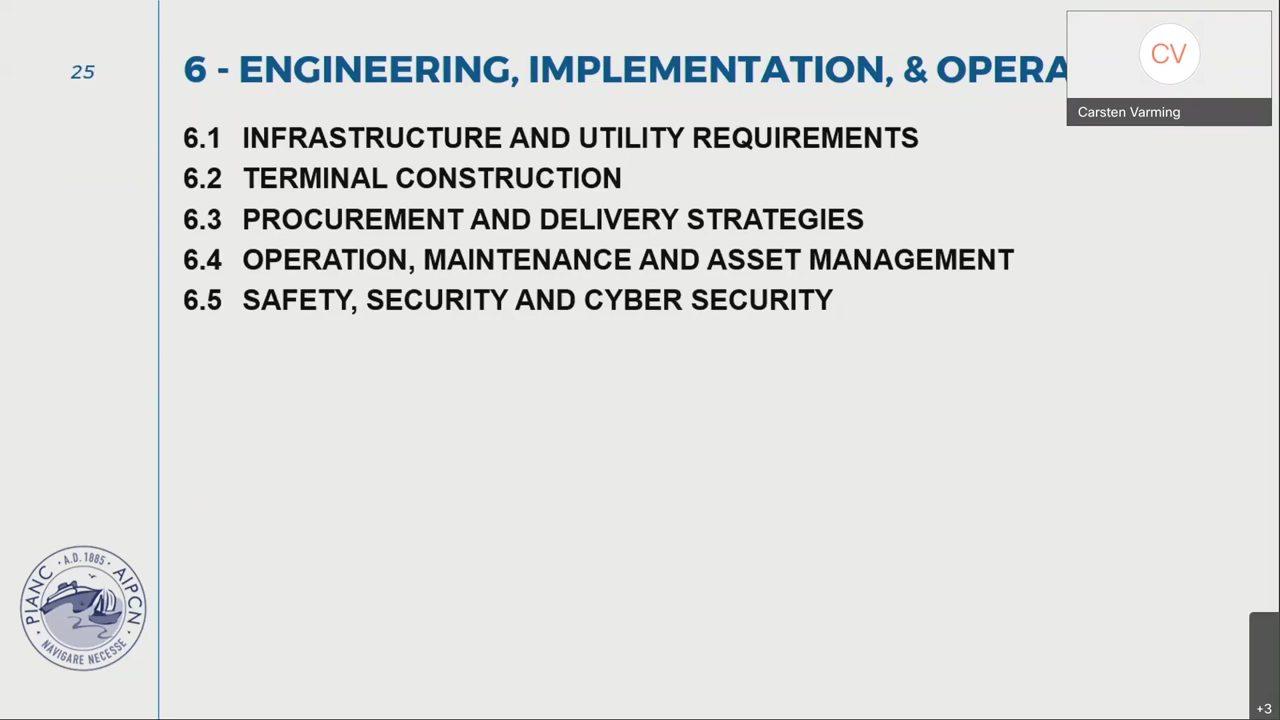 25
6 - ENGINEERING, IMPLEMENTATION, & OPERA
CV
Carsten Varming
6.1 INFRASTRUCTURE AND UTILITY REQUIREMENTS
6.2 TERMINAL CONSTRUCTION
6.3 PROCUREMENT AND DELIVERY STRATEGIES
6.4 OPERATION, MAINTENANCE AND ASSET MANAGEMENT
6.5 SAFETY, SECURITY AND CYBER SECURITY
PIANC · A.D. 1885 · AIPCN · NAVIGARE NECESSE ·
+3